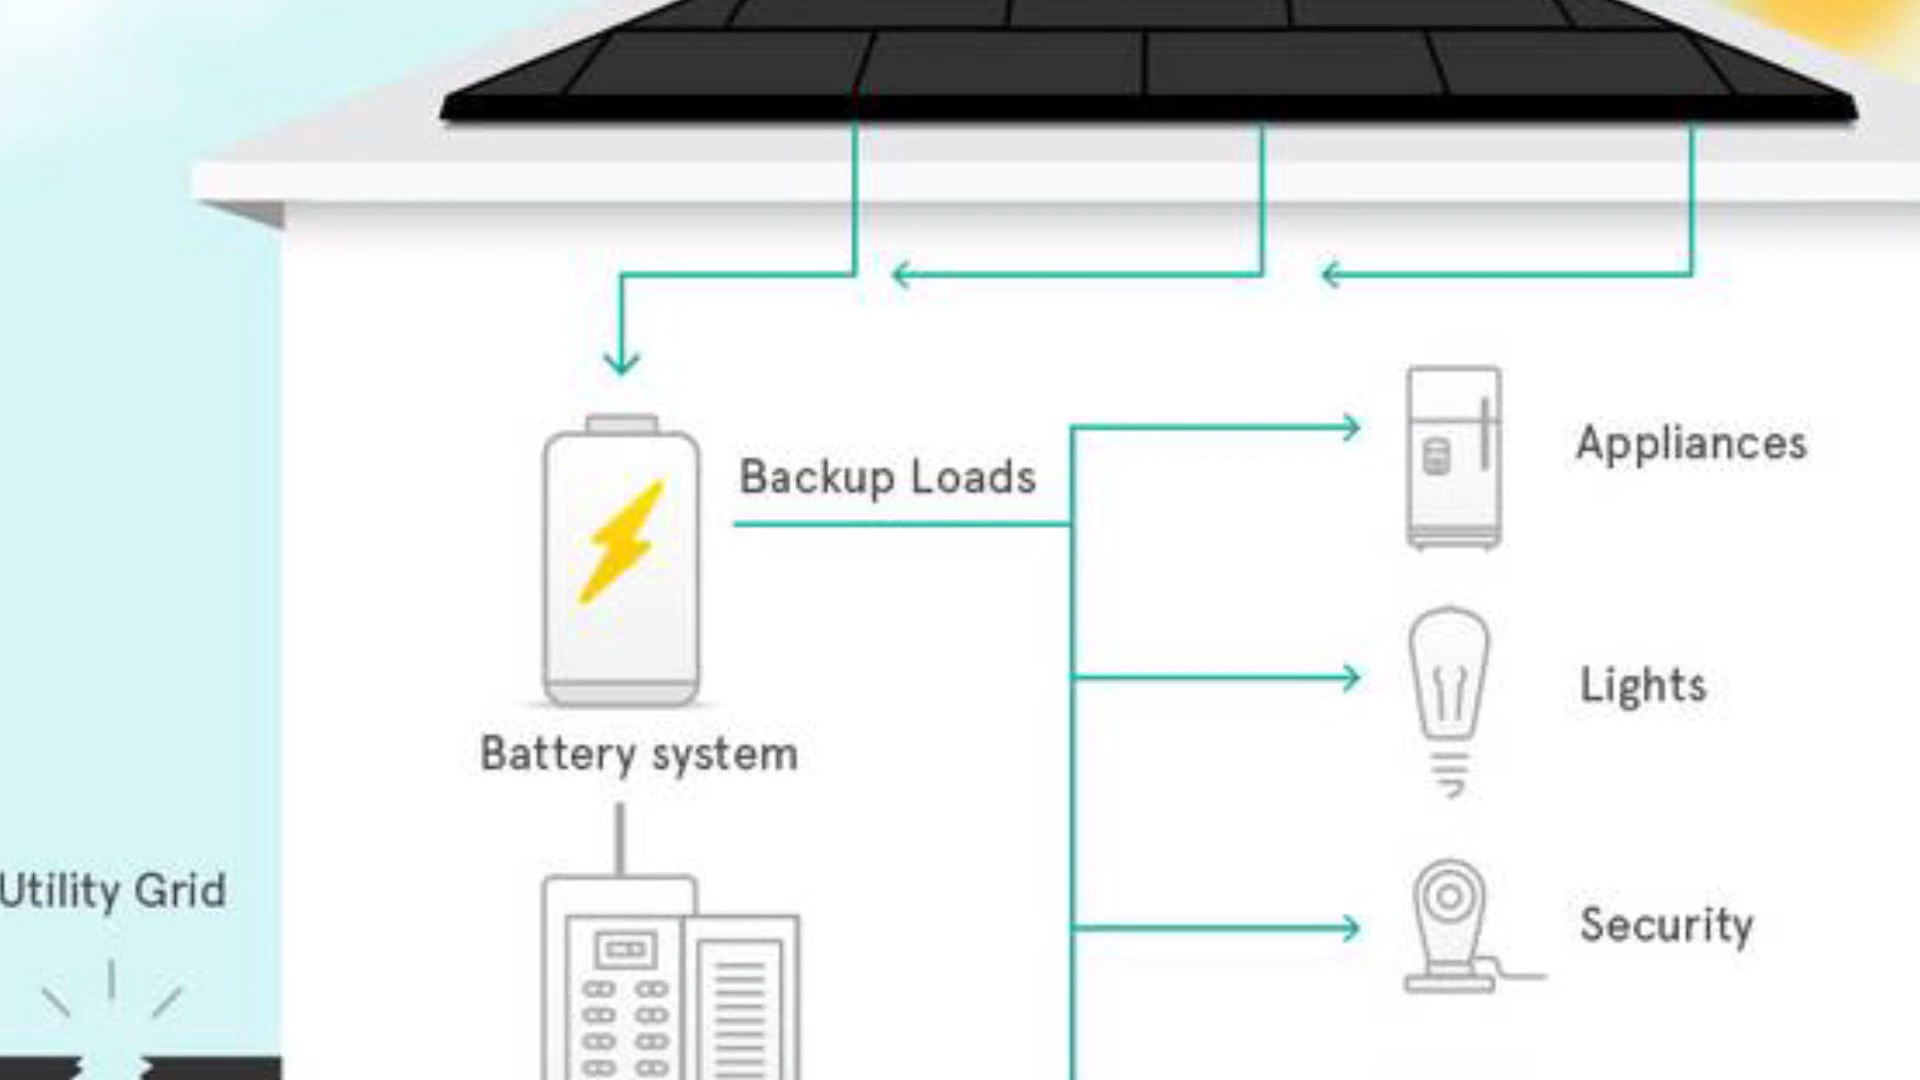 Backup Loads
Appliances
Lights
Battery system
Utility Grid
Security